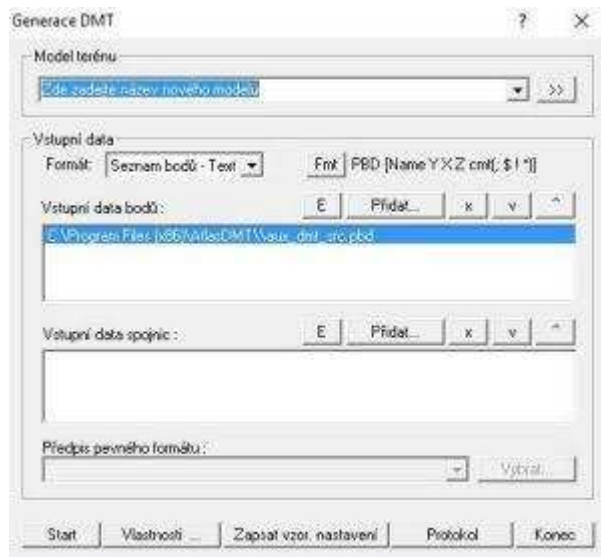 Generace DMT ? ×
Model terénu
Zde zadejte název nového modelu >>
Vstupní data
Formát: Seznam bodů - Text Fmt PBD [Name Y X Z cmt[; $ ! *]]
Vstupní data bodů : E Přidat... x v ^
C:\Program Files (x86)\AtlasDMT\\aux_dmt_src.pbd
Vstupní data spojnic : E Přidat... x v ^
Předpis pevného formátu :
Vybrat...
Start Vlastnosti ... Zapsat vzor. nastavení Protokol Konec